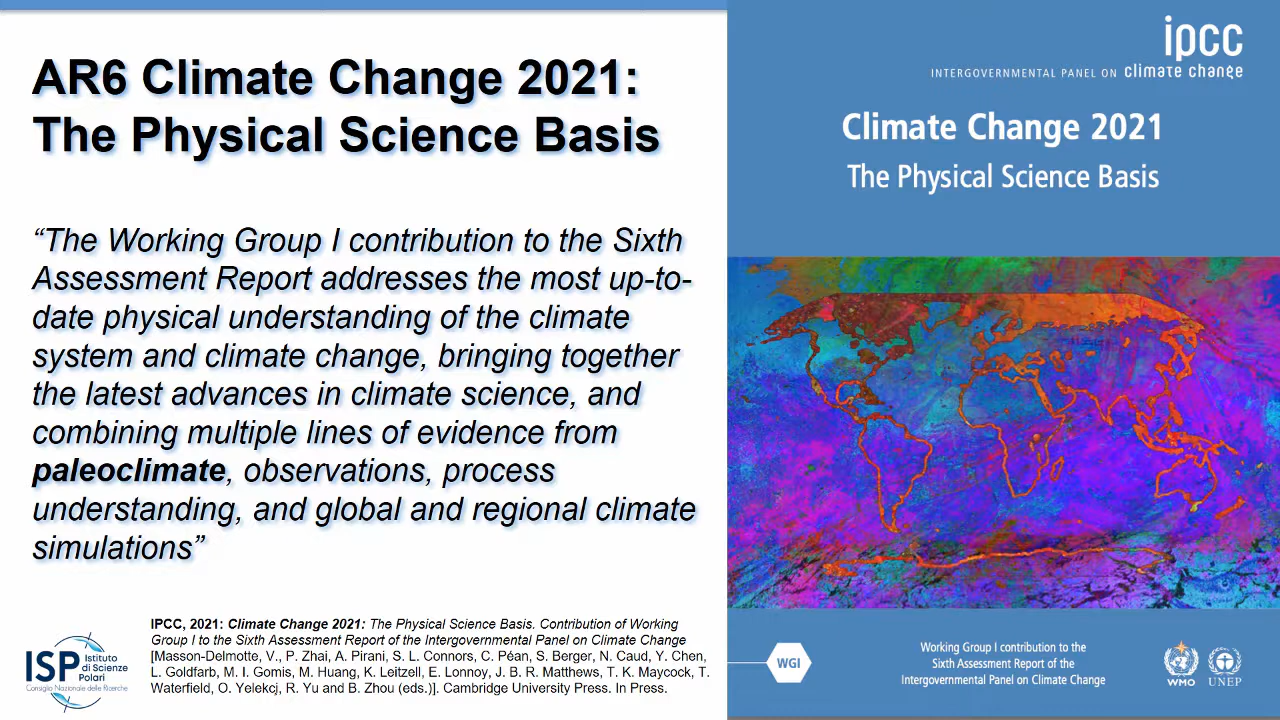 AR6 Climate Change 2021:
The Physical Science Basis
“The Working Group I contribution to the Sixth
Assessment Report addresses the most up-to-
date physical understanding of the climate
system and climate change, bringing together
the latest advances in climate science, and
combining multiple lines of evidence from
paleoclimate, observations, process
understanding, and global and regional climate
simulations”
IPCC, 2021: Climate Change 2021: The Physical Science Basis. Contribution of Working
Group I to the Sixth Assessment Report of the Intergovernmental Panel on Climate Change
[Masson-Delmotte, V., P. Zhai, A. Pirani, S. L. Connors, C. Péan, S. Berger, N. Caud, Y. Chen,
L. Goldfarb, M. I. Gomis, M. Huang, K. Leitzell, E. Lonnoy, J. B. R. Matthews, T. K. Maycock, T.
Waterfield, O. Yelekçi, R. Yu and B. Zhou (eds.)]. Cambridge University Press. In Press.
ISP
Istituto
di Scienze
Polari
Consiglio Nazionale delle Ricerche
ipcc
INTERGOVERNMENTAL PANEL ON climate change
Climate Change 2021
The Physical Science Basis
WGI
Working Group I contribution to the
Sixth Assessment Report of the
Intergovernmental Panel on Climate Change
WMO
UNEP